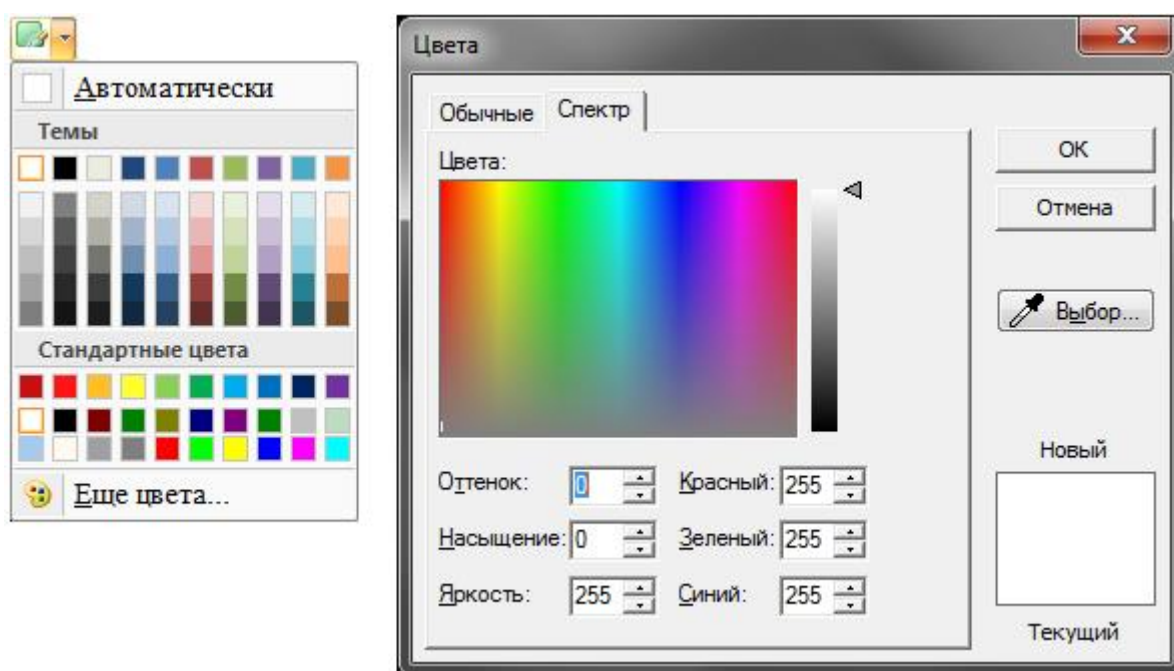 Автоматически
Темы
Стандартные цвета
Еще цвета...
Цвета
Обычные Спектр
Цвета:
ОК
Отмена
Выбор...
Оттенок: 0 Красный: 255
Насыщение: 0 Зеленый: 255
Яркость: 255 Синий: 255
Новый
Текущий